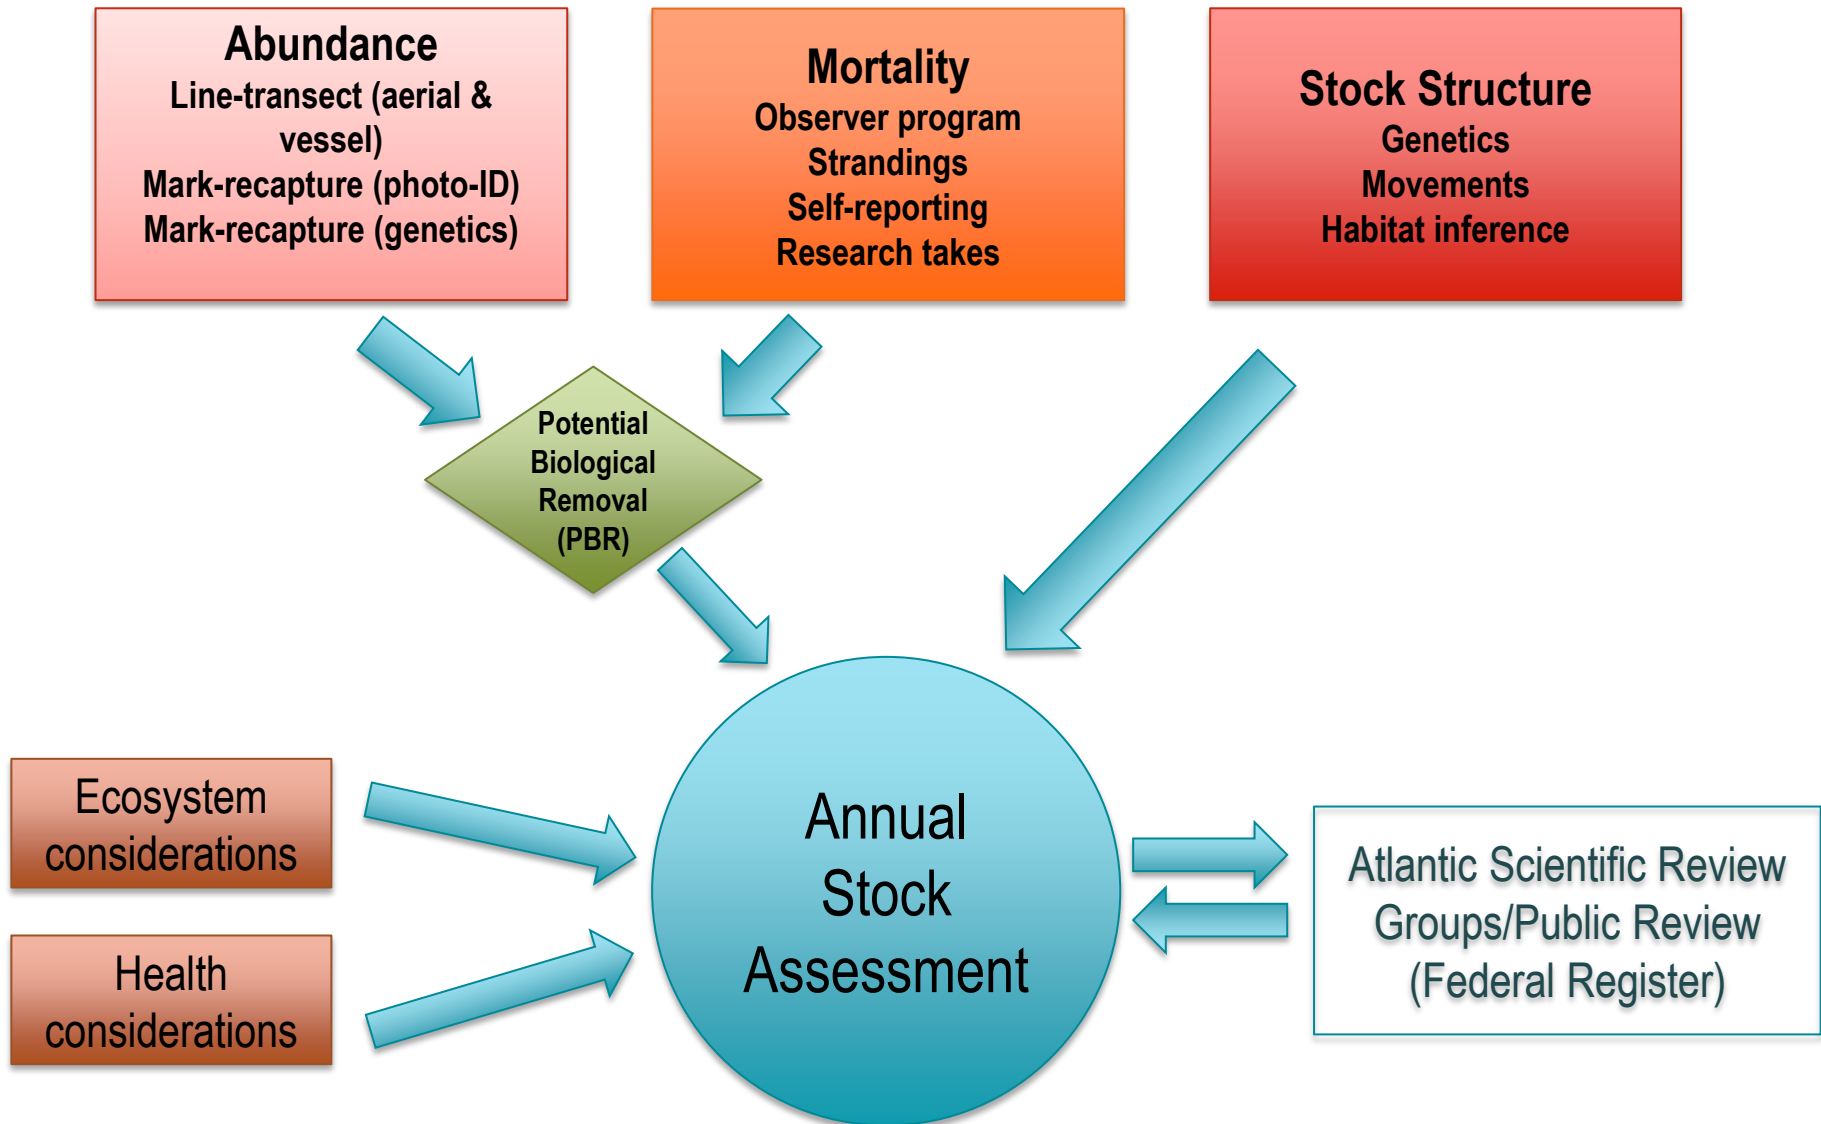 Abundance
Line-transect (aerial &
vessel)
Mark-recapture (photo-ID)
Mark-recapture (genetics)
Mortality
Observer program
Strandings
Self-reporting
Research takes
Stock Structure
Genetics
Movements
Habitat inference
Potential
Biological
Removal
(PBR)
Ecosystem
considerations
Health
considerations
Annual
Stock
Assessment
Atlantic Scientific Review
Groups/Public Review
(Federal Register)